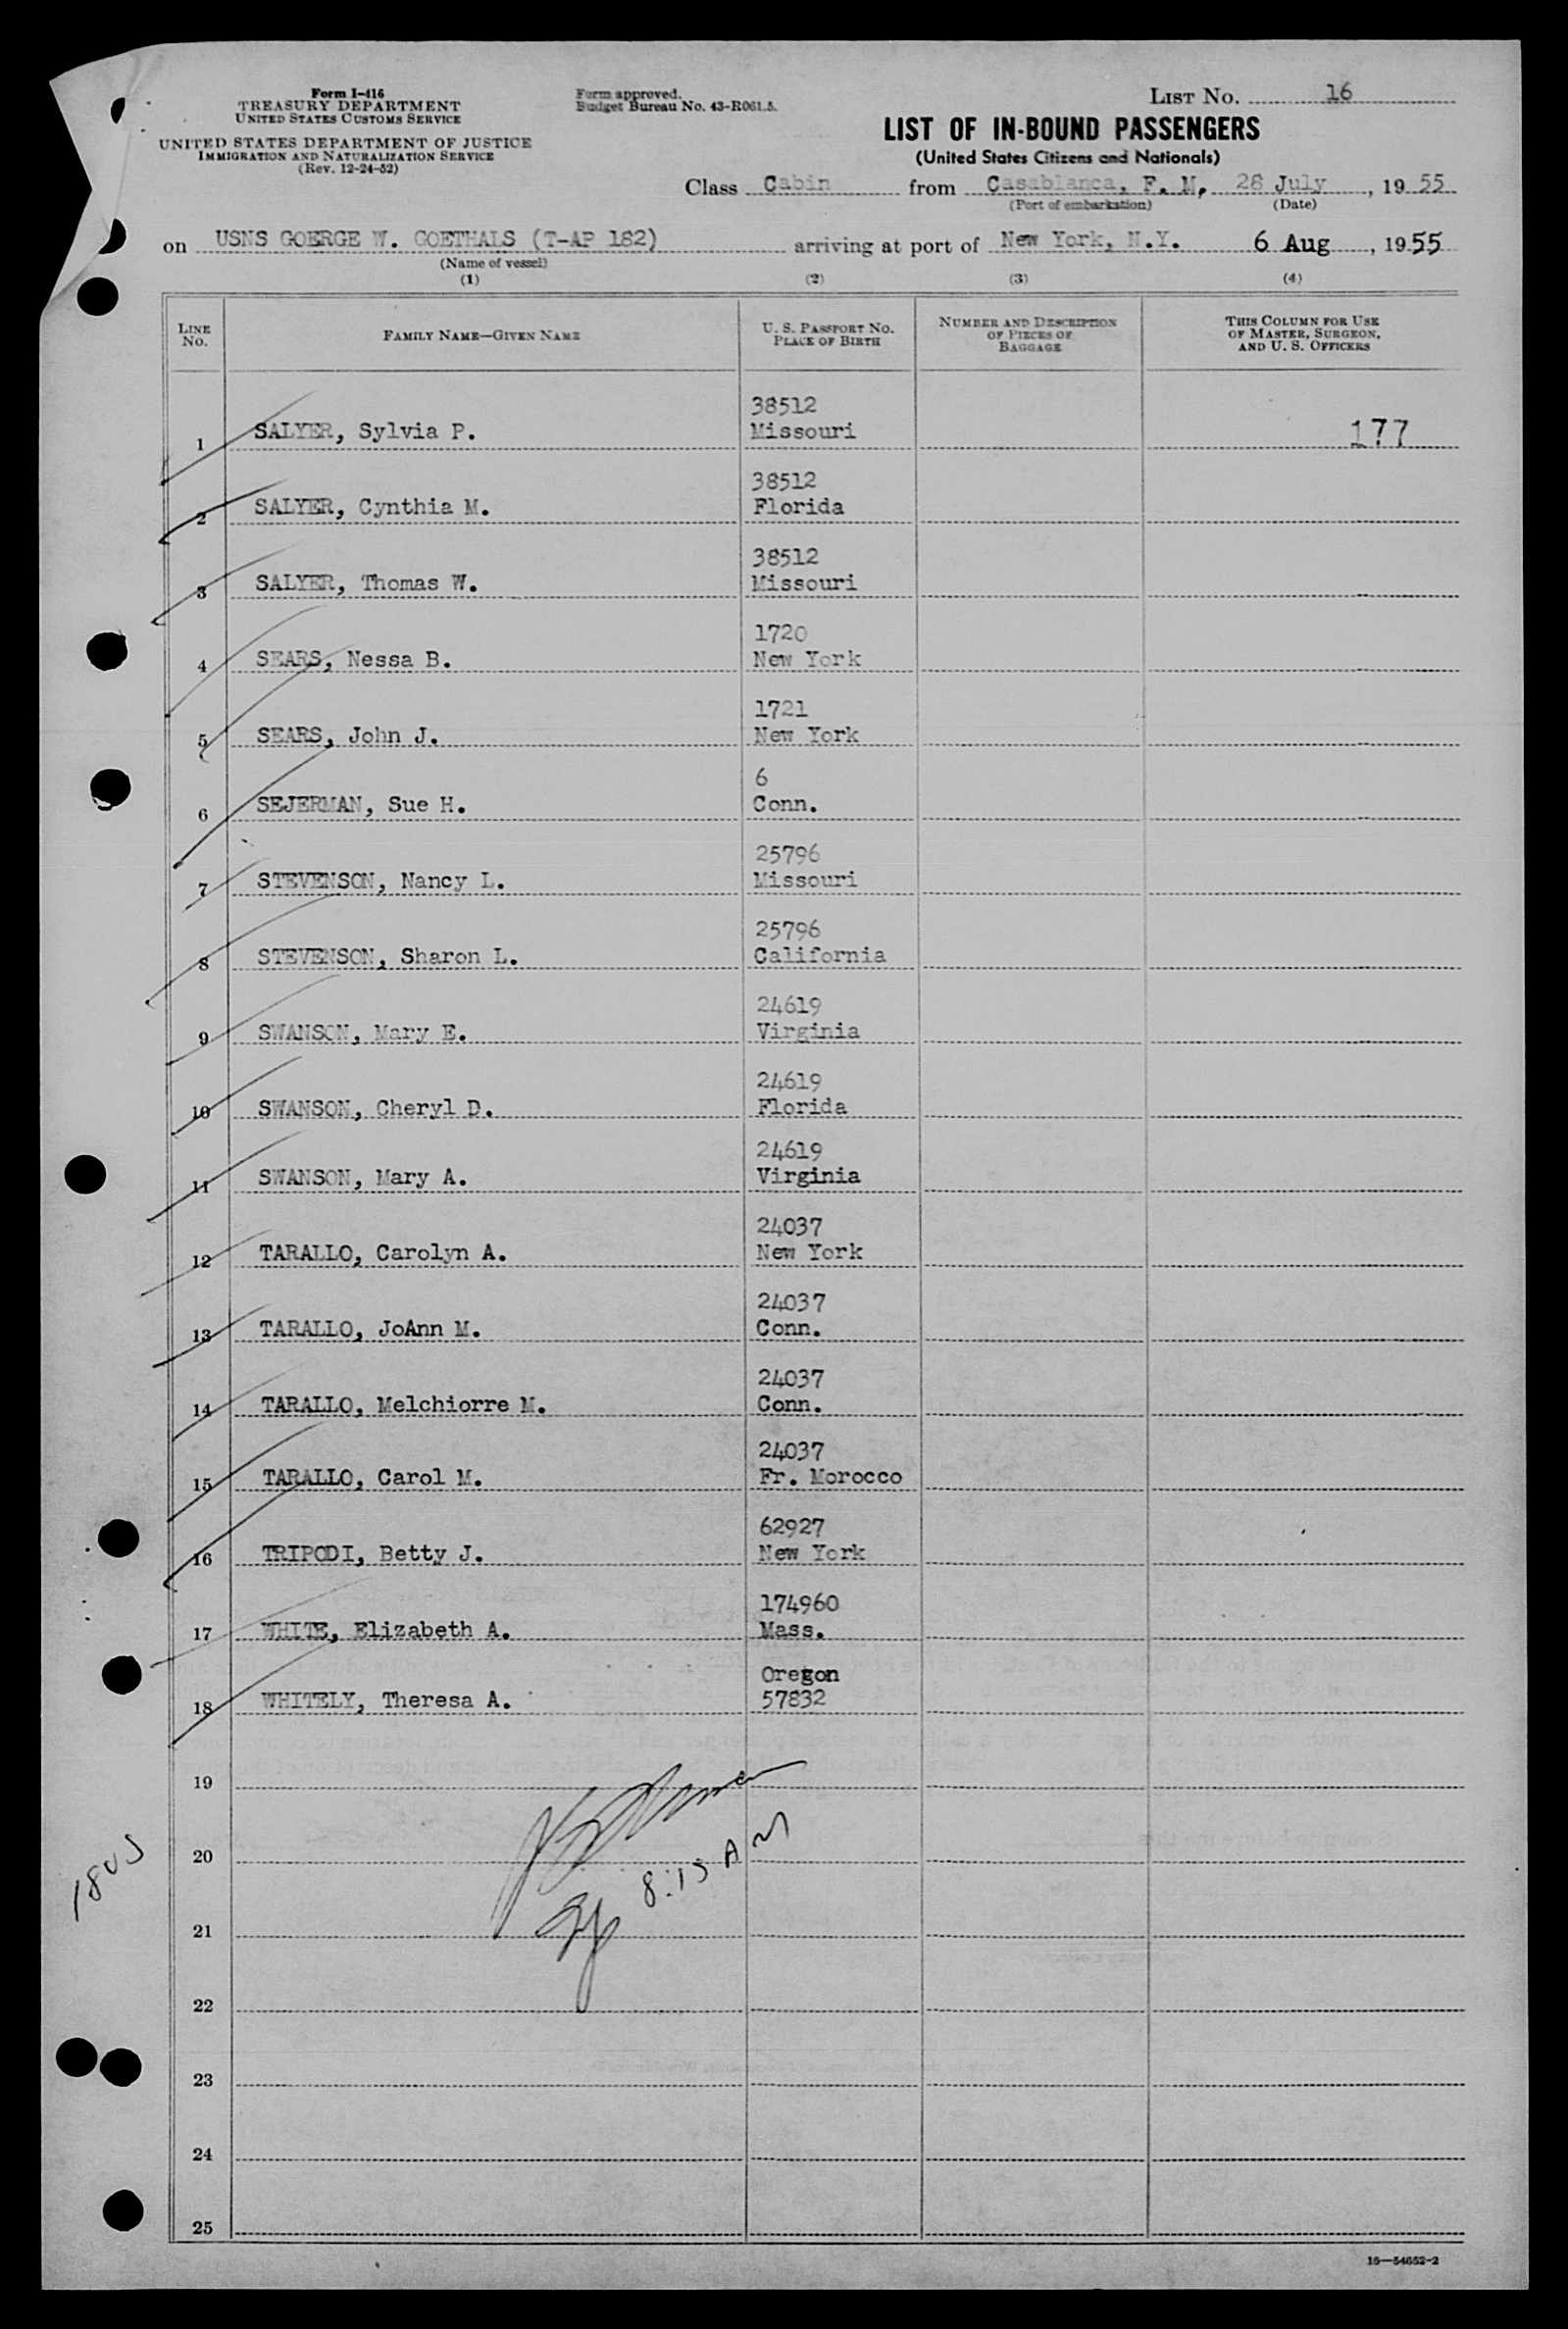 Form I-416
TREASURY DEPARTMENT
UNITED STATES CUSTOMS SERVICE
UNITED STATES DEPARTMENT OF JUSTICE
IMMIGRATION AND NATURALIZATION SERVICE
(Rev. 12-24-52)
Form approved.
Budget Bureau No. 43-R061.5.
LIST No. 16
LIST OF IN-BOUND PASSENGERS
(United States Citizens and Nationals)
Class Cabin from Casablanca, F. M, 28 July, 1955
(Port of embarkation) (Date)
on USNS GOERGE W. GOETHALS (T-AP 182) arriving at port of New York, N.Y. 6 Aug, 1955
(Name of vessel)
(1) (2) (3) (4)
LINE NO.
FAMILY NAME—GIVEN NAME
U. S. PASSPORT NO.
PLACE OF BIRTH
NUMBER AND DESCRIPTION
OF PIECES OF
BAGGAGE
THIS COLUMN FOR USE
OF MASTER, SURGEON,
AND U. S. OFFICERS
38512
1 SALYER, Sylvia P. Missouri 177
38512
2 SALYER, Cynthia M. Florida
38512
3 SALYER, Thomas W. Missouri
1720
4 SEARS, Nessa B. New York
1721
5 SEARS, John J. New York
6
6 SEJERMAN, Sue H. Conn.
25796
7 STEVENSON, Nancy L. Missouri
25796
8 STEVENSON, Sharon L. California
24619
9 SWANSON, Mary E. Virginia
24619
10 SWANSON, Cheryl D. Florida
24619
11 SWANSON, Mary A. Virginia
24037
12 TARALLO, Carolyn A. New York
24037
13 TARALLO, JoAnn M. Conn.
24037
14 TARALLO, Melchiorre M. Conn.
24037
15 TARALLO, Carol M. Fr. Morocco
62927
16 TRIPODI, Betty J. New York
174960
17 WHITE, Elizabeth A. Mass.
Oregon
18 WHITELY, Theresa A. 57832
19
20
8:15 AM
21
22
23
24
25
16—54652-2